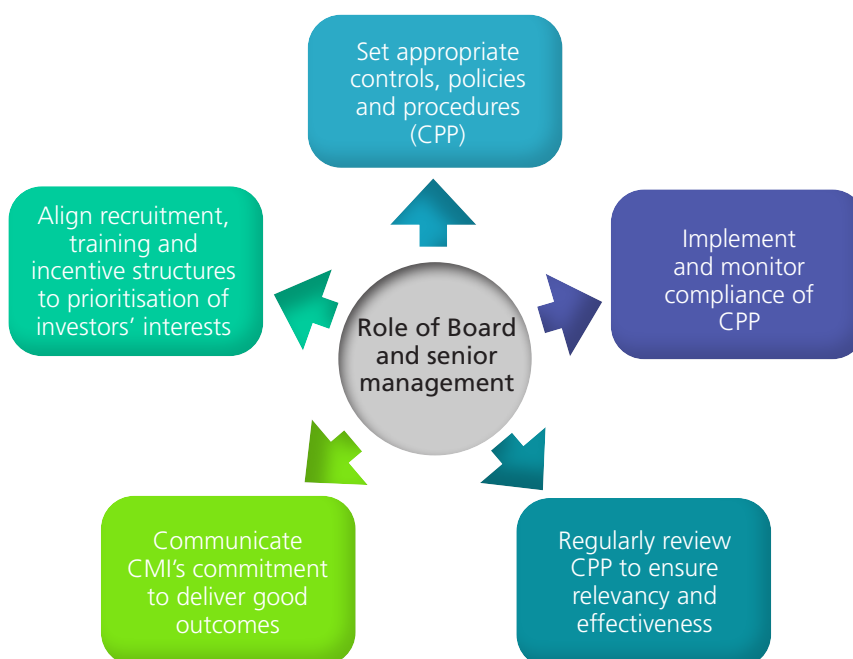 Set appropriate
controls, policies
and procedures
(CPP)
Align recruitment,
training and
incentive structures
to prioritisation of
investors’ interests
Implement
and monitor
compliance of
CPP
Role of Board
and senior
management
Communicate
CMI’s commitment
to deliver good
outcomes
Regularly review
CPP to ensure
relevancy and
effectiveness